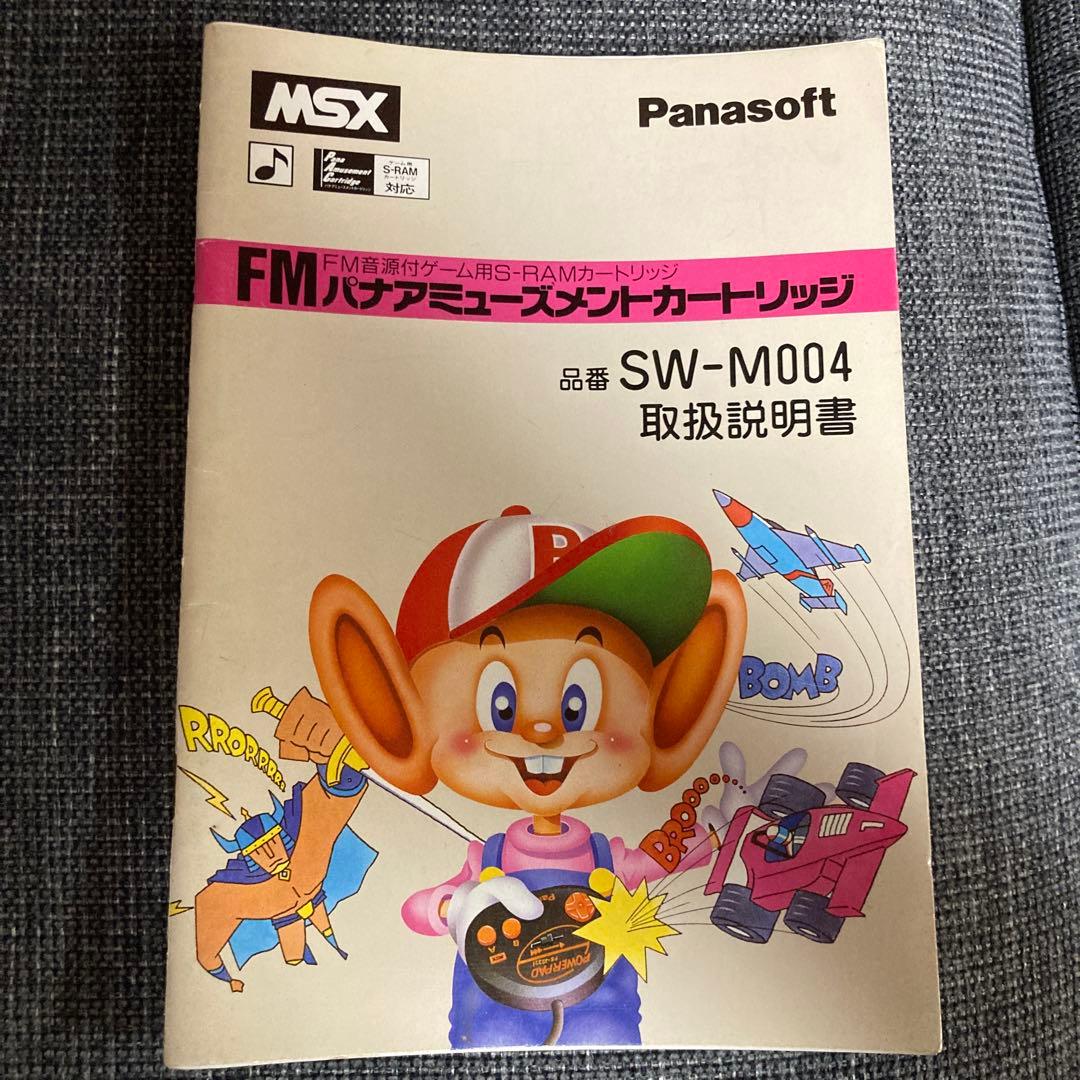 MSX
Panasoft
Pana
Amusement
Cartridge
パナアミューズメントカートリッジ
ゲーム用
S-RAM
カートリッジ
対応
FM音源付ゲーム用S-RAMカートリッジ
FMパナアミューズメントカートリッジ
品番 SW-M004
取扱説明書
BOMB
RRORRRRR
BROOOO
A
B
POWERPAD